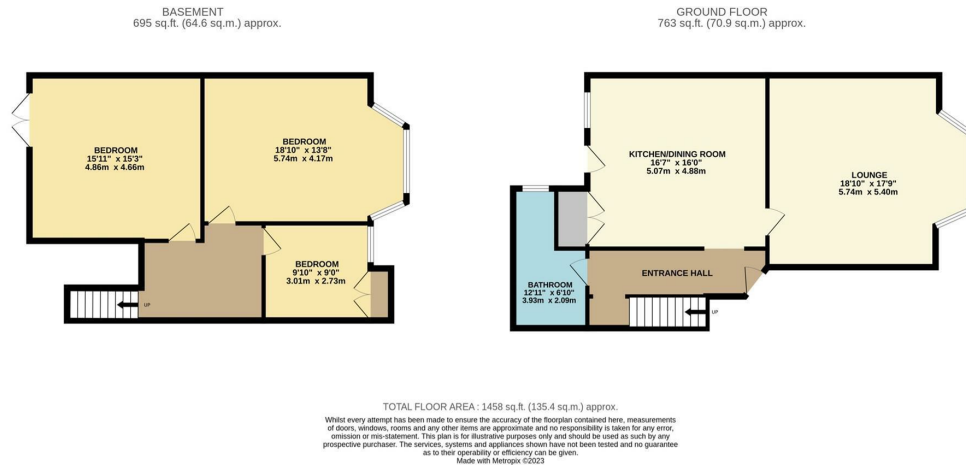 BASEMENT
695 sq.ft. (64.6 sq.m.) approx.
BEDROOM
15'11" x 15'3"
4.86m x 4.66m
BEDROOM
18'10" x 13'8"
5.74m x 4.17m
BEDROOM
9'10" x 9'0"
3.01m x 2.73m
UP
GROUND FLOOR
763 sq.ft. (70.9 sq.m.) approx.
KITCHEN/DINING ROOM
16'7" x 16'0"
5.07m x 4.88m
LOUNGE
18'10" x 17'9"
5.74m x 5.40m
ENTRANCE HALL
BATHROOM
12'11" x 6'10"
3.93m x 2.09m
UP
TOTAL FLOOR AREA : 1458 sq.ft. (135.4 sq.m.) approx.
Whilst every attempt has been made to ensure the accuracy of the floorplan contained here, measurements
of doors, windows, rooms and any other items are approximate and no responsibility is taken for any error,
omission or mis-statement. This plan is for illustrative purposes only and should be used as such by any
prospective purchaser. The services, systems and appliances shown have not been tested and no guarantee
as to their operability or efficiency can be given.
Made with Metropix ©2023